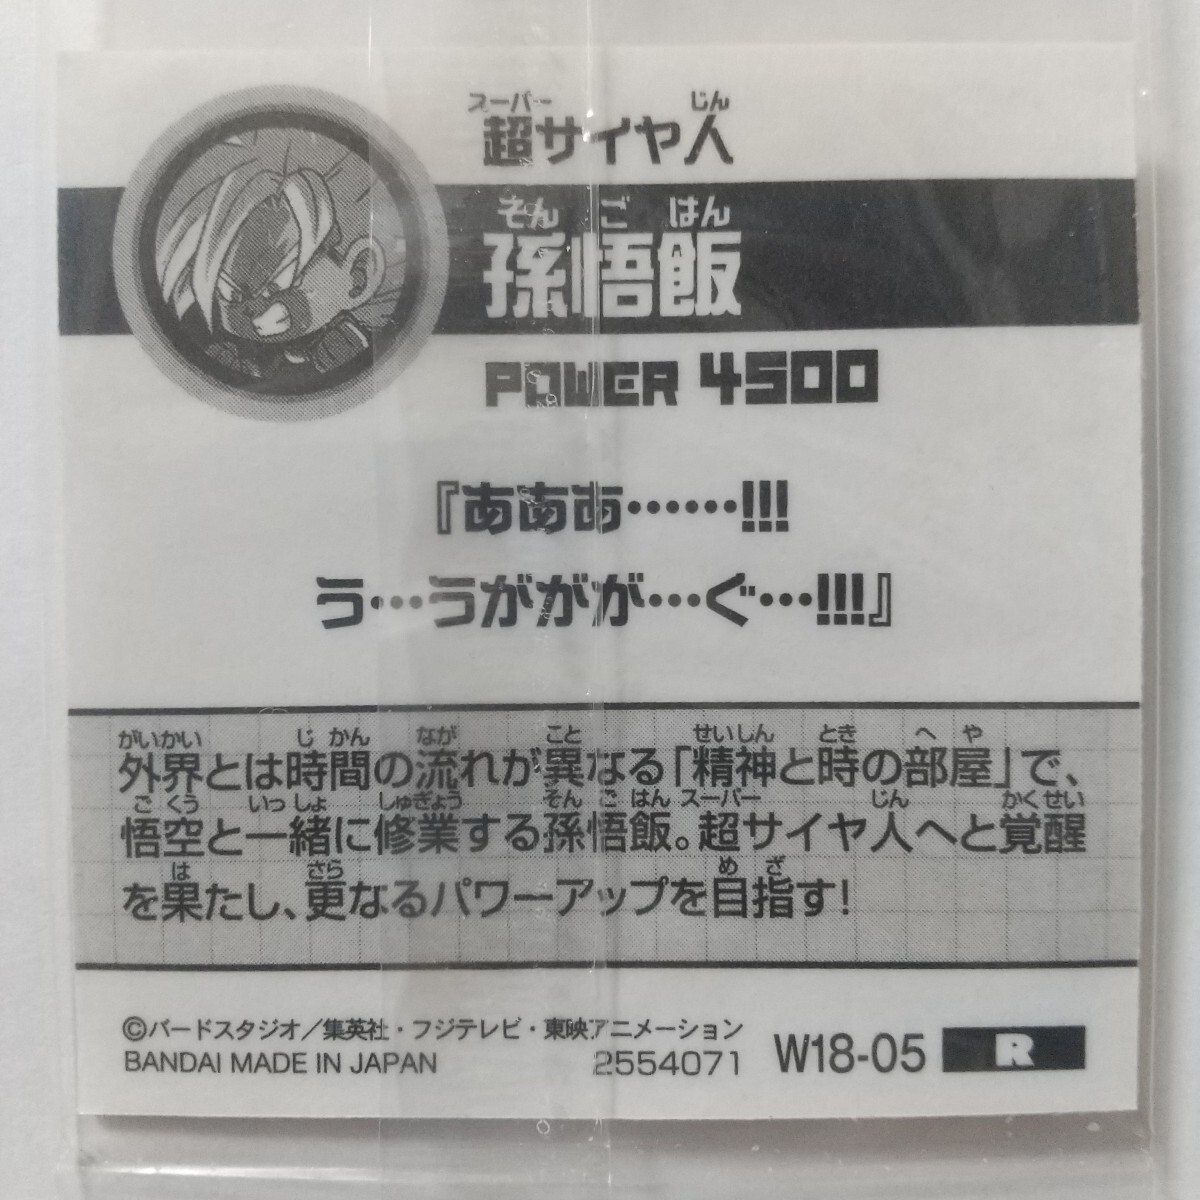 スーパー じん
超サイヤ人
そん ご はん
孫悟飯
POWER 4500
『あああ……!!!
う…うががが…ぐ…!!!』
がいかい じ かん なが こと せいしん とき へ や
外界とは時間の流れが異なる「精神と時の部屋」で、
ご くう いっしょ しゅぎょう そん ご はん スーパー じん かくせい
悟空と一緒に修業する孫悟飯。超サイヤ人へと覚醒
は さら め ざ
を果たし、更なるパワーアップを目指す!
©バードスタジオ／集英社・フジテレビ・東映アニメーション
BANDAI MADE IN JAPAN 2554071 W18-05 R